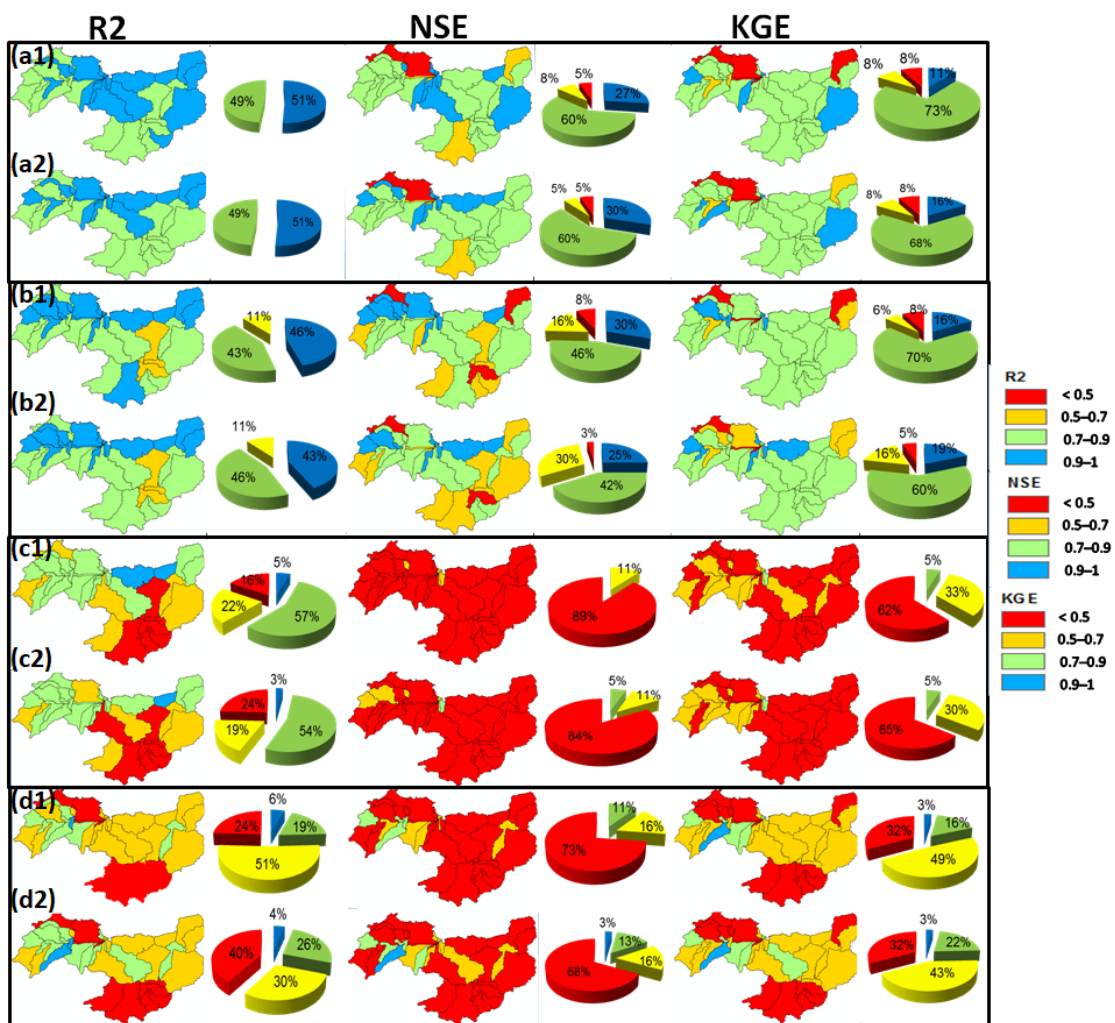 R2 NSE KGE
(a1)
49% 51%
8% 5% 27% 60%
8% 8% 11% 73%
(a2)
49% 51%
5% 5% 30% 60%
8% 8% 16% 68%
(b1)
11% 46% 43%
8% 16% 30% 46%
6% 8% 16% 70%
(b2)
11% 43% 46%
3% 30% 25% 42%
5% 16% 19% 60%
(c1)
5% 16% 22% 57%
11% 89%
5% 33% 62%
(c2)
3% 24% 19% 54%
5% 11% 84%
5% 30% 65%
(d1)
6% 24% 19% 51%
11% 16% 73%
3% 32% 16% 49%
(d2)
4% 40% 26% 30%
3% 13% 16% 68%
3% 32% 22% 43%
R2
< 0.5
0.5–0.7
0.7–0.9
0.9–1
NSE
< 0.5
0.5–0.7
0.7–0.9
0.9–1
KGE
< 0.5
0.5–0.7
0.7–0.9
0.9–1